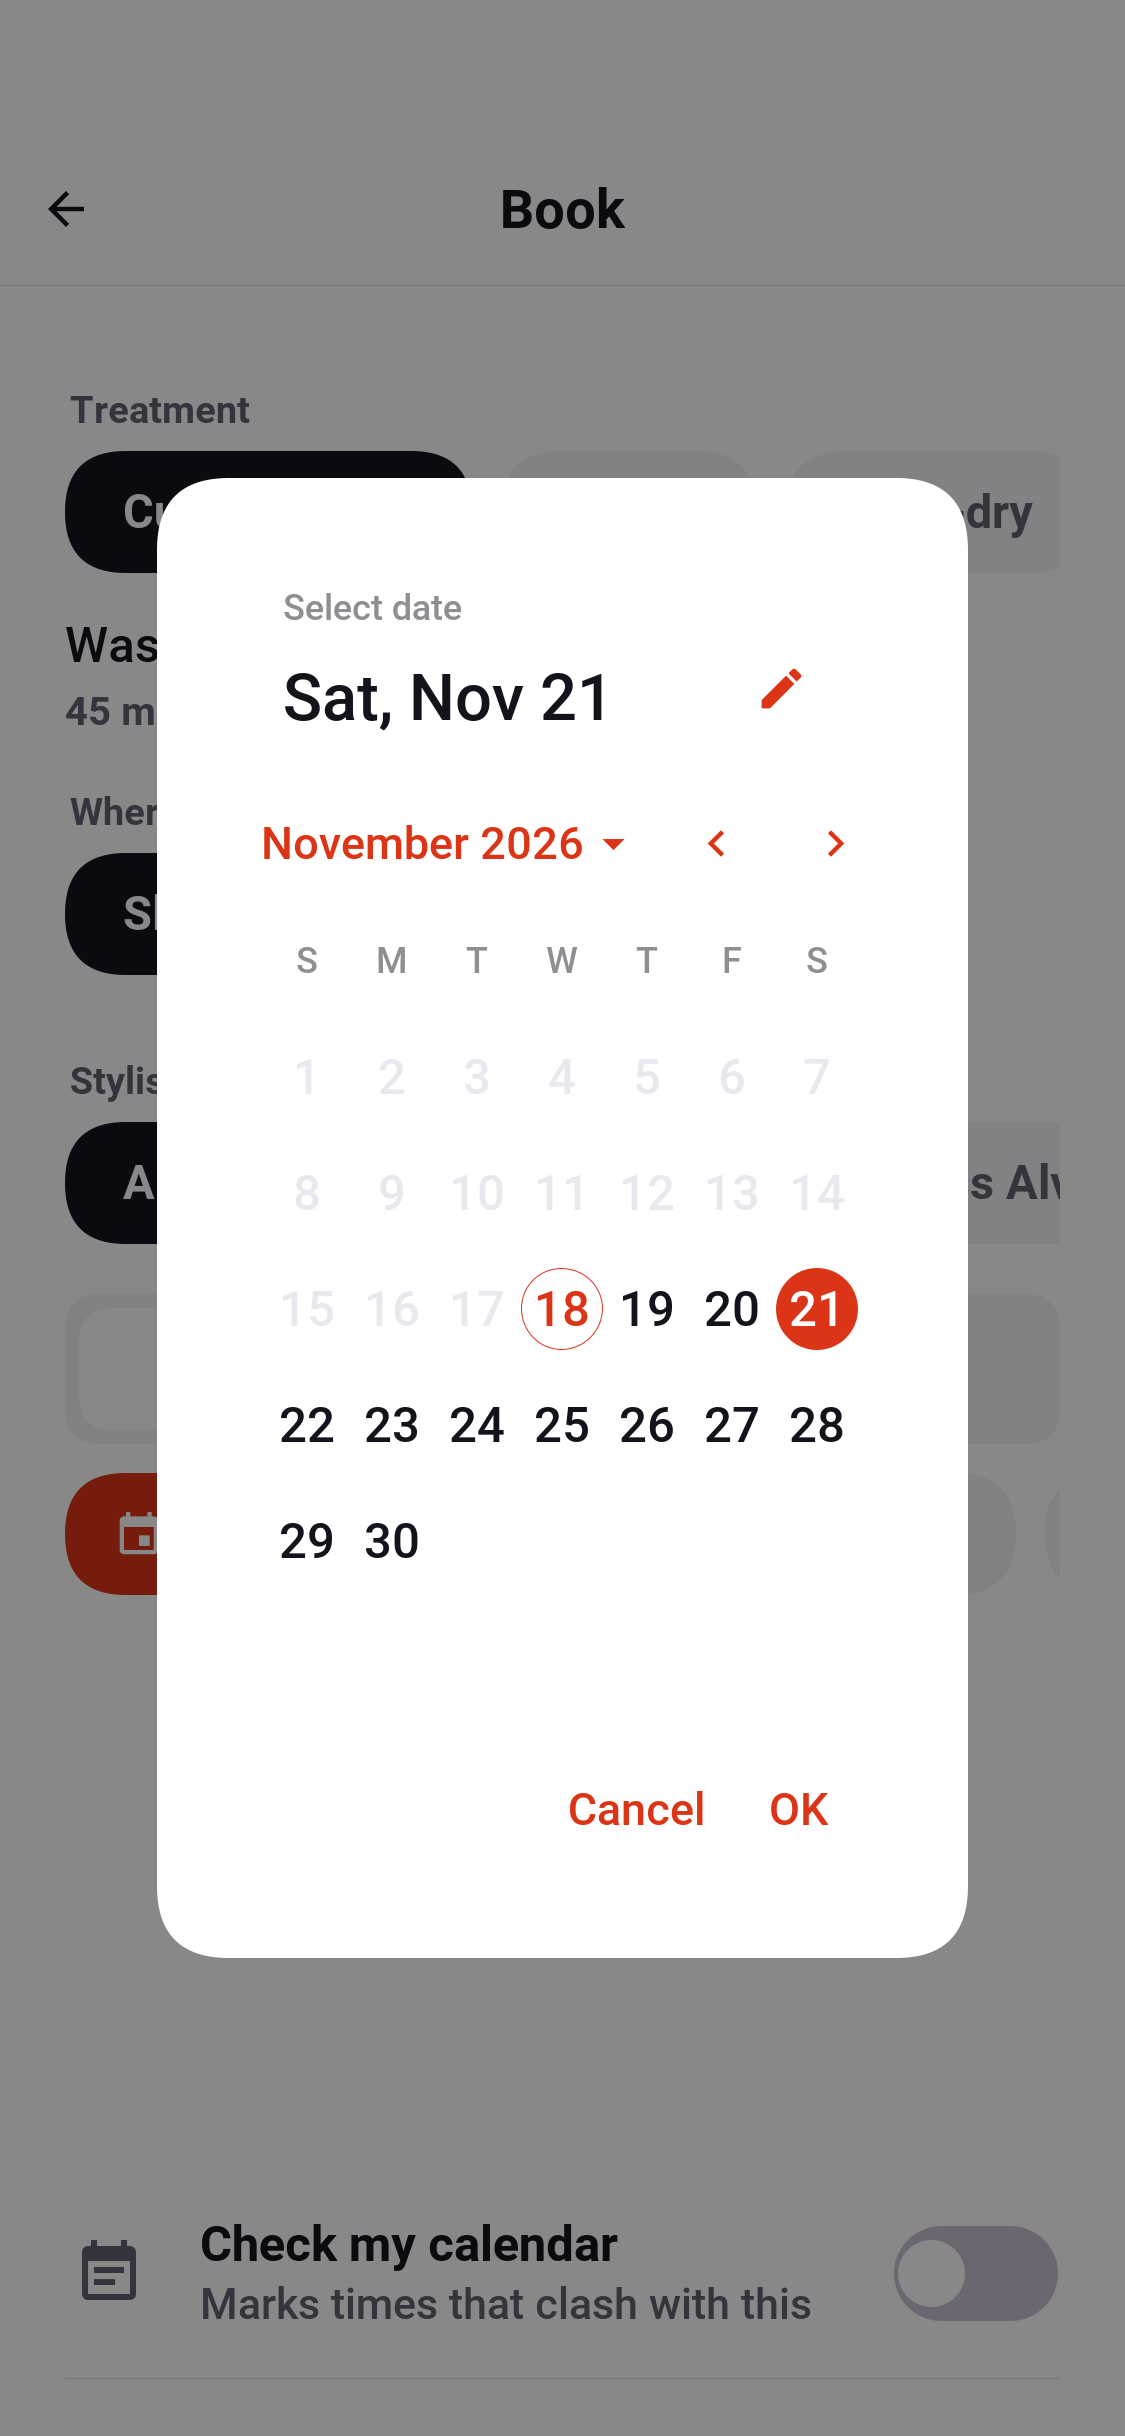 Book
Treatment
dry
45 m
Select date
Sat, Nov 21
November 2026
S M T W T F S
1 2 3 4 5 6 7
8 9 10 11 12 13 14
15 16 17 18 19 20 21
22 23 24 25 26 27 28
29 30
Cancel OK
Check my calendar
Marks times that clash with this